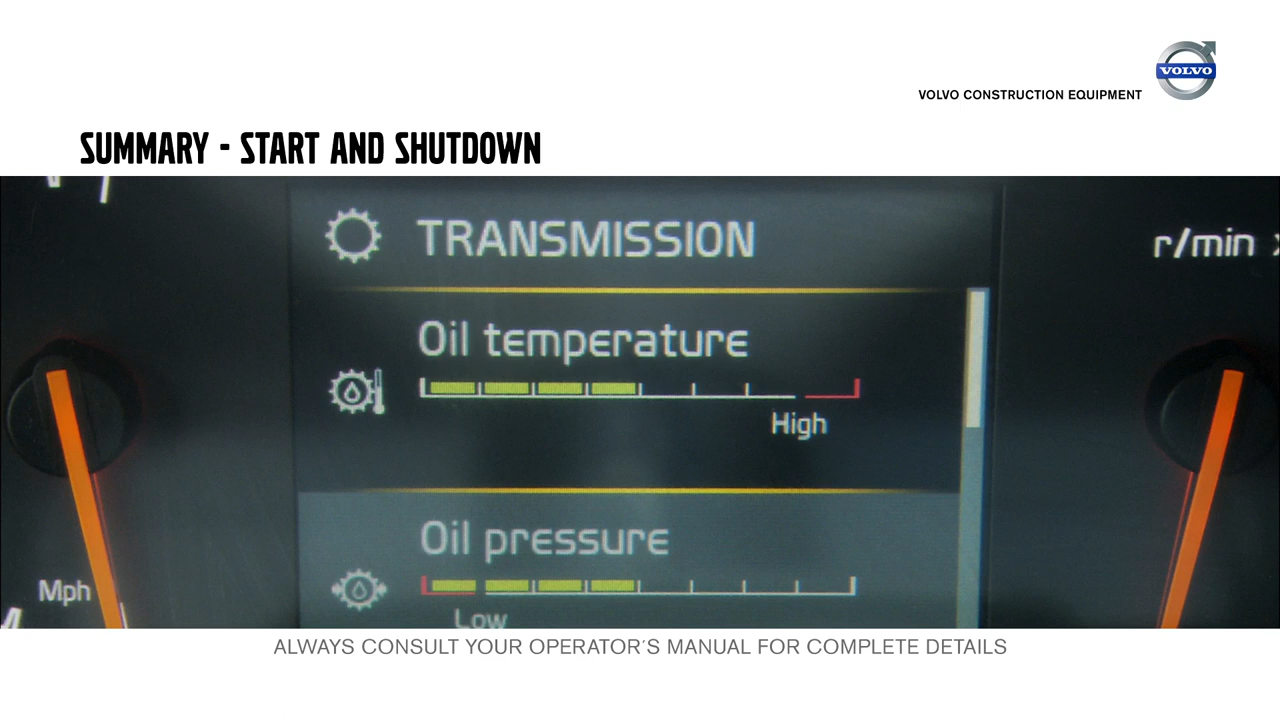 VOLVO
VOLVO CONSTRUCTION EQUIPMENT
SUMMARY - START AND SHUTDOWN
TRANSMISSION
r/min
Oil temperature
High
Oil pressure
Mph
Low
ALWAYS CONSULT YOUR OPERATOR´S MANUAL FOR COMPLETE DETAILS